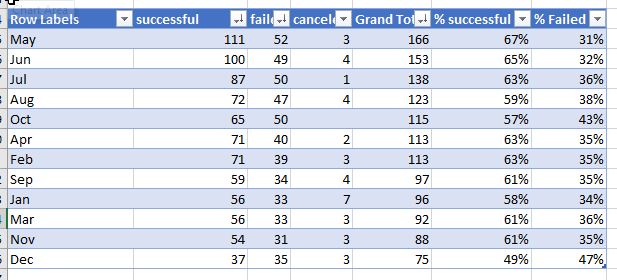 Chart Area
Row Labels successful faile cancele Grand Tot % successful % Failed
May 111 52 3 166 67% 31%
Jun 100 49 4 153 65% 32%
Jul 87 50 1 138 63% 36%
Aug 72 47 4 123 59% 38%
Oct 65 50 115 57% 43%
Apr 71 40 2 113 63% 35%
Feb 71 39 3 113 63% 35%
Sep 59 34 4 97 61% 35%
Jan 56 33 7 96 58% 34%
Mar 56 33 3 92 61% 36%
Nov 54 31 3 88 61% 35%
Dec 37 35 3 75 49% 47%